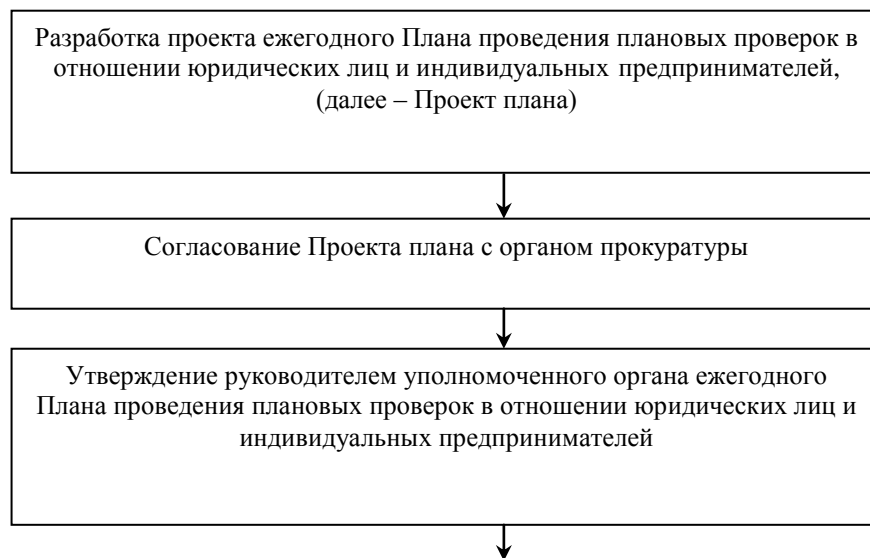 Разработка проекта ежегодного Плана проведения плановых проверок в
отношении юридических лиц и индивидуальных предпринимателей,
(далее – Проект плана)
Согласование Проекта плана с органом прокуратуры
Утверждение руководителем уполномоченного органа ежегодного
Плана проведения плановых проверок в отношении юридических лиц и
индивидуальных предпринимателей